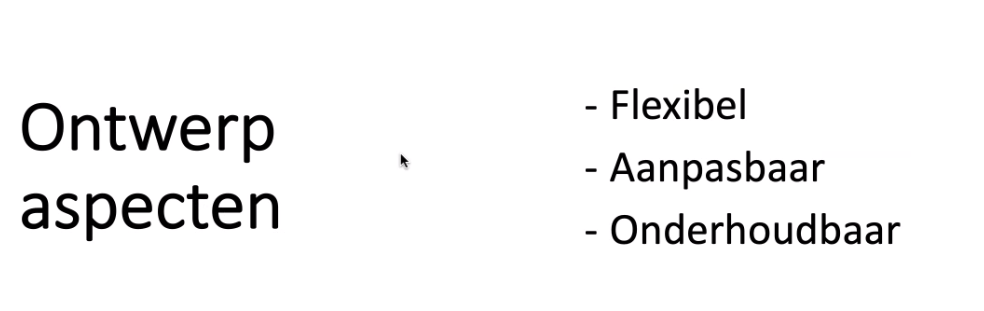 Ontwerp
aspecten
- Flexibel
- Aanpasbaar
- Onderhoudbaar